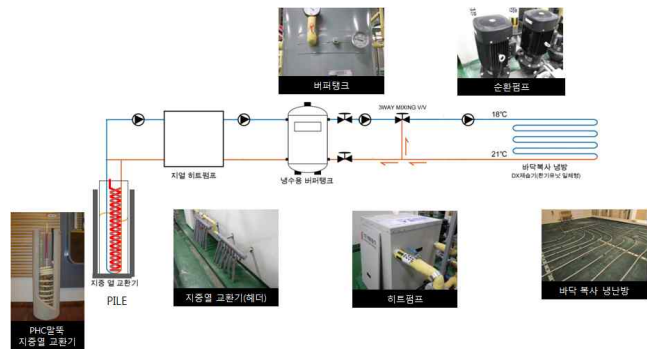 버퍼탱크
순환펌프
3WAY MIXING V/V
18℃
21℃
지열 히트펌프
냉수용 버퍼탱크
바닥복사 냉방
DX제습기(환기유닛 일체형)
지중 열 교환기
PILE
PHC말뚝
지중열 교환기
지중열 교환기(헤더)
히트펌프
바닥 복사 냉난방